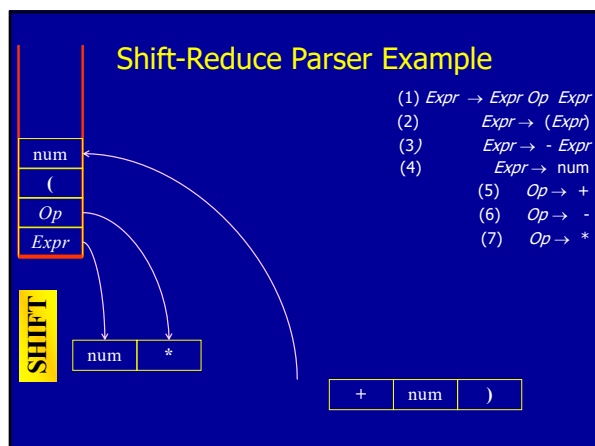 Shift-Reduce Parser Example
(1) Expr → Expr Op Expr
(2) Expr → (Expr)
(3) Expr → - Expr
(4) Expr → num
(5) Op → +
(6) Op → -
(7) Op → *
num
(
Op
Expr
SHIFT
num *
+ num )